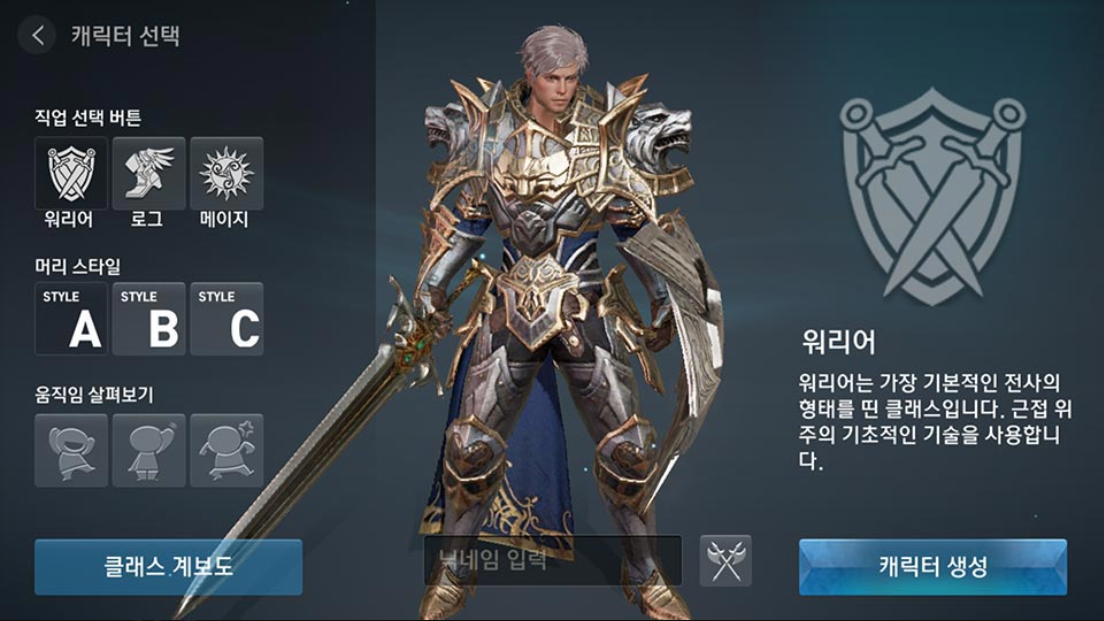 캐릭터 선택
직업 선택 버튼
워리어 로그 메이지
머리 스타일
STYLE A STYLE B STYLE C
움직임 살펴보기
클래스 계보도
닉네임 입력
캐릭터 생성
워리어
워리어는 가장 기본적인 전사의
형태를 띤 클래스입니다. 근접 위
주의 기초적인 기술을 사용합니
다.